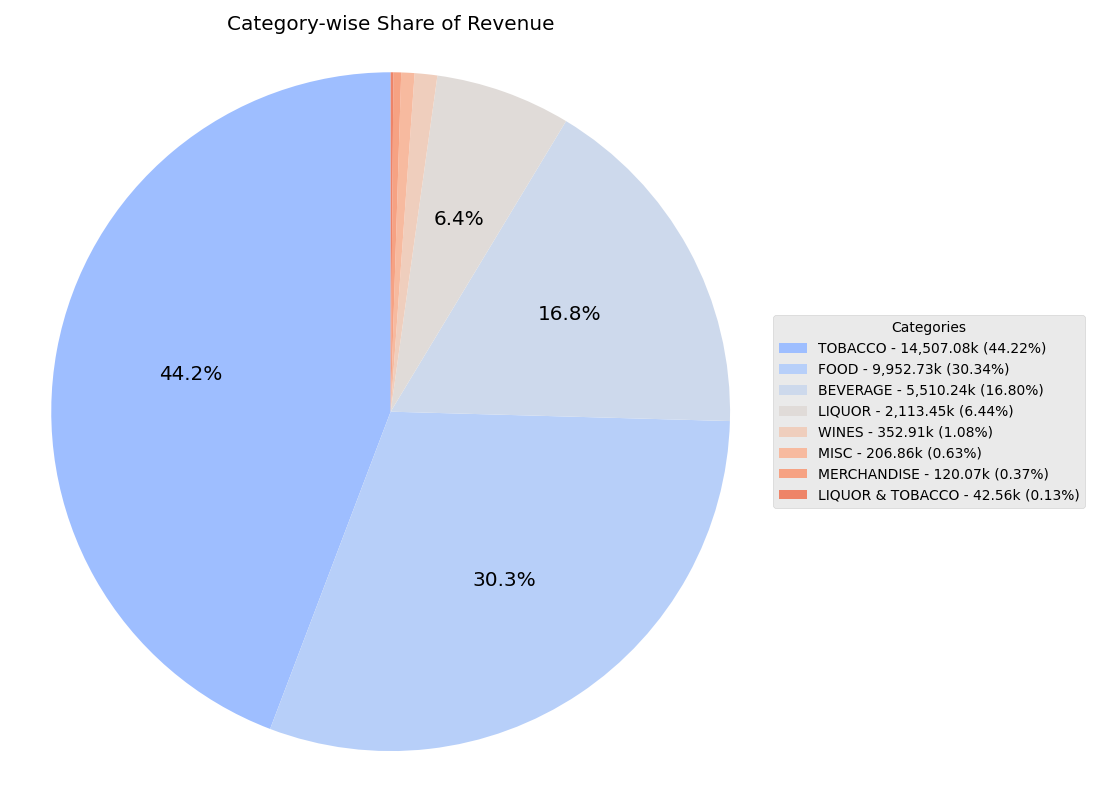 Category-wise Share of Revenue
6.4%
16.8%
44.2%
30.3%
Categories
TOBACCO - 14,507.08k (44.22%)
FOOD - 9,952.73k (30.34%)
BEVERAGE - 5,510.24k (16.80%)
LIQUOR - 2,113.45k (6.44%)
WINES - 352.91k (1.08%)
MISC - 206.86k (0.63%)
MERCHANDISE - 120.07k (0.37%)
LIQUOR & TOBACCO - 42.56k (0.13%)